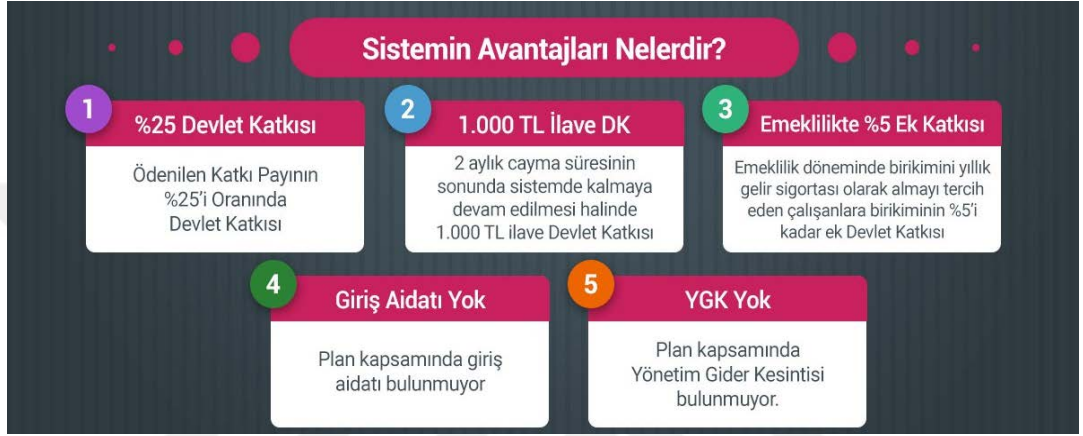 Sistemin Avantajları Nelerdir?
1
%25 Devlet Katkısı
Ödenilen Katkı Payının
%25’i Oranında
Devlet Katkısı
2
1.000 TL İlave DK
2 aylık cayma süresinin
sonunda sistemde kalmaya
devam edilmesi halinde
1.000 TL ilave Devlet Katkısı
3
Emeklilikte %5 Ek Katkısı
Emeklilik döneminde birikimini yıllık
gelir sigortası olarak almayı tercih
eden çalışanlara birikiminin %5’i
kadar ek Devlet Katkısı
4
Giriş Aidatı Yok
Plan kapsamında giriş
aidatı bulunmuyor
5
YGK Yok
Plan kapsamında
Yönetim Gider Kesintisi
bulunmuyor.